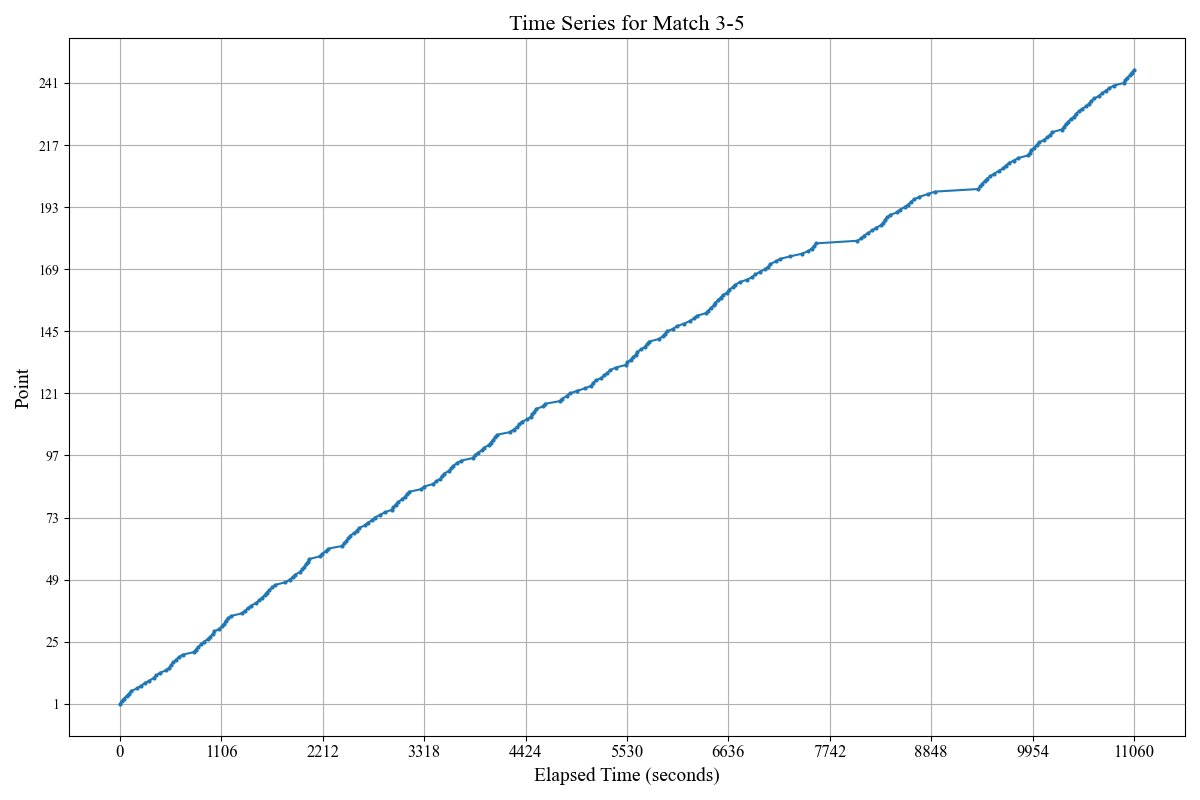 Time Series for Match 3-5
Point
241
217
193
169
145
121
97
73
49
25
1
0 1106 2212 3318 4424 5530 6636 7742 8848 9954 11060
Elapsed Time (seconds)